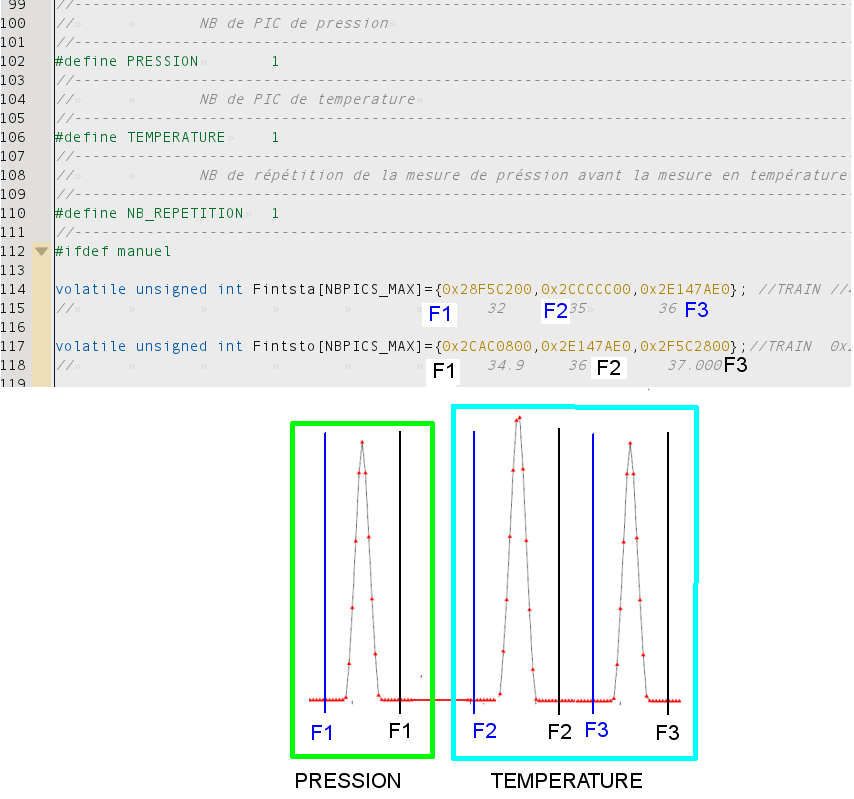 99 //--------------------------------------------------------------------------------
100 //» » NB de PIC de pression»
101 //--------------------------------------------------------------------------------
102 #define PRESSION» 1
103 //--------------------------------------------------------------------------------
104 //» » NB de PIC de temperature»
105 //--------------------------------------------------------------------------------
106 #define TEMPERATURE» 1
107 //--------------------------------------------------------------------------------
108 //» » NB de répétition de la mesure de préssion avant la mesure en température
109 //--------------------------------------------------------------------------------
110 #define NB_REPETITION» 1
111 //--------------------------------------------------------------------------------
112 #ifdef manuel
113
114 volatile unsigned int Fintsta[NBPICS_MAX]={0x28F5C200,0x2CCCCC00,0x2E147AE0}; //TRAIN //
115 //» » » » » » F1 32 F2 35» 36 F3
116
117 volatile unsigned int Fintsto[NBPICS_MAX]={0x2CAC0800,0x2E147AE0,0x2F5C2800};//TRAIN 0x
118 //» » » » » » F1 34.9 36 F2 37.000 F3
119
F1 F1 F2 F2 F3 F3
PRESSION TEMPERATURE